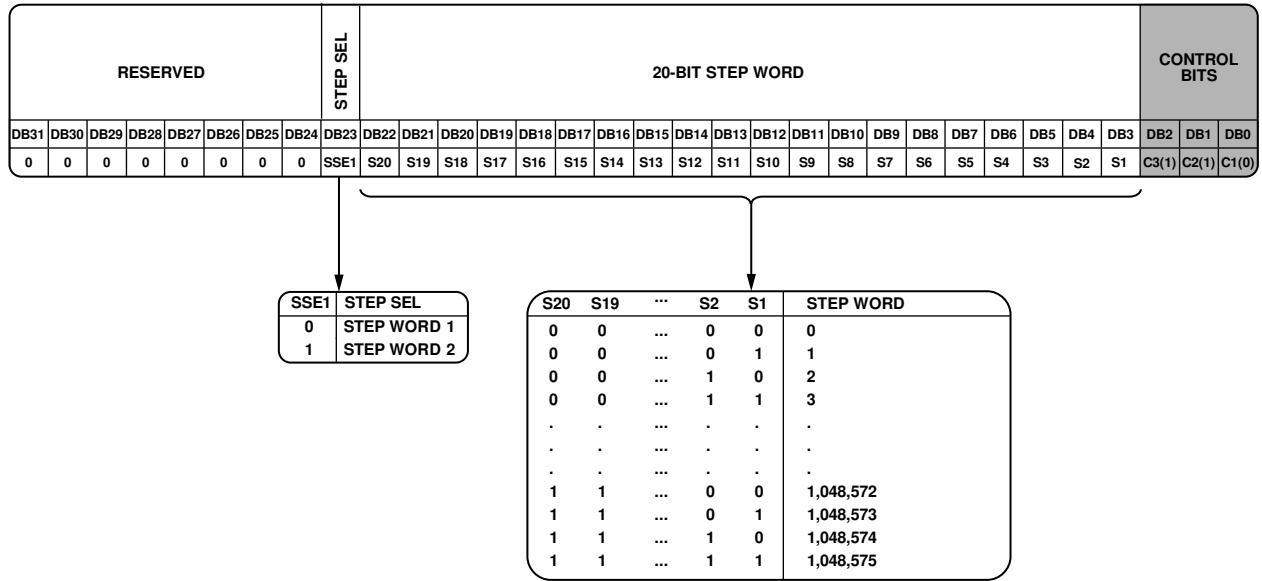 RESERVED
STEP SEL
20-BIT STEP WORD
CONTROL
BITS
DB31 DB30 DB29 DB28 DB27 DB26 DB25 DB24 DB23 DB22 DB21 DB20 DB19 DB18 DB17 DB16 DB15 DB14 DB13 DB12 DB11 DB10 DB9 DB8 DB7 DB6 DB5 DB4 DB3 DB2 DB1 DB0
0 0 0 0 0 0 0 0 SSE1 S20 S19 S18 S17 S16 S15 S14 S13 S12 S11 S10 S9 S8 S7 S6 S5 S4 S3 S2 S1 C3(1) C2(1) C1(0)
SSE1 STEP SEL
0 STEP WORD 1
1 STEP WORD 2
S20 S19 ... S2 S1 STEP WORD
0 0 ... 0 0 0
0 0 ... 0 1 1
0 0 ... 1 0 2
0 0 ... 1 1 3
. . ... . . .
. . ... . . .
. . ... . . .
1 1 ... 0 0 1,048,572
1 1 ... 0 1 1,048,573
1 1 ... 1 0 1,048,574
1 1 ... 1 1 1,048,575